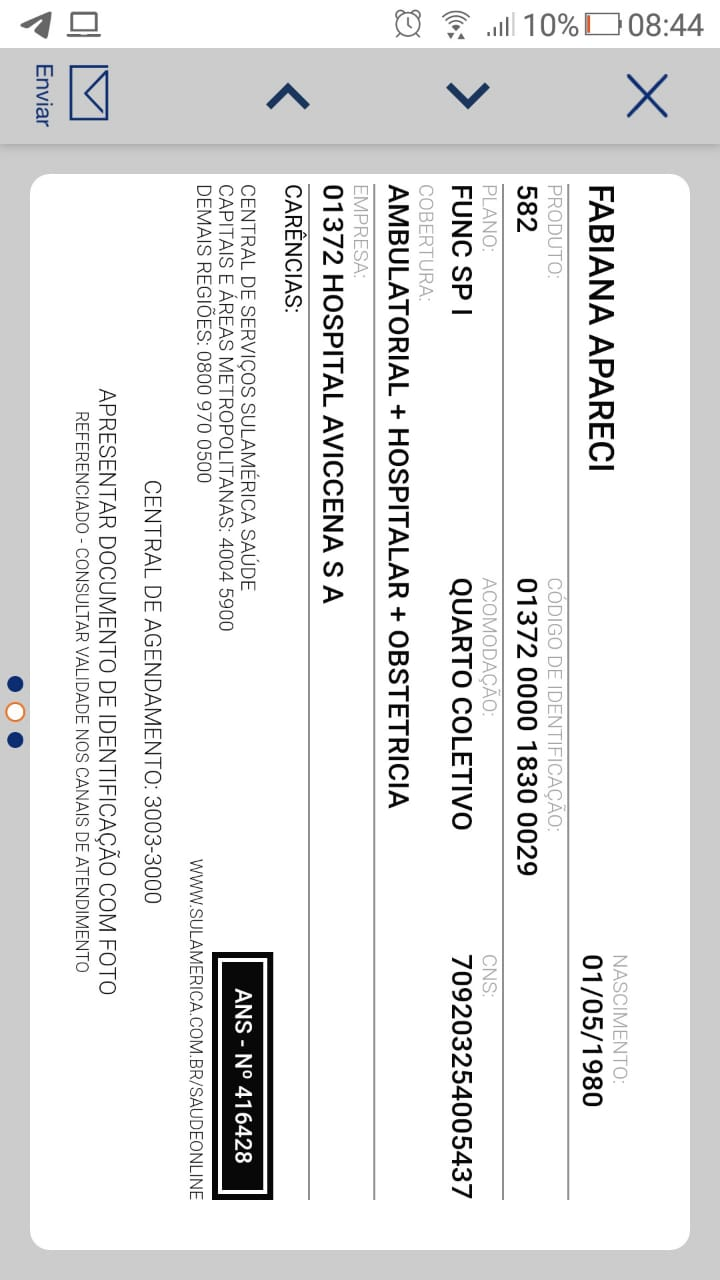 10% 08:44
Enviar
FABIANA APARECI
NASCIMENTO:
01/05/1980
PRODUTO:
582
CÓDIGO DE IDENTIFICAÇÃO:
01372 0000 1830 0029
PLANO:
FUNC SP I
ACOMODAÇÃO:
QUARTO COLETIVO
CNS:
709203254005437
COBERTURA:
AMBULATORIAL + HOSPITALAR + OBSTETRICIA
EMPRESA:
01372 HOSPITAL AVICCENA S A
CARÊNCIAS:
CENTRAL DE SERVIÇOS SULAMÉRICA SAÚDE
CAPITAIS E ÁREAS METROPOLITANAS: 4004 5900
DEMAIS REGIÕES: 0800 970 0500
ANS - Nº 416428
WWW.SULAMERICA.COM.BR/SAUDEONLINE
CENTRAL DE AGENDAMENTO: 3003-3000
APRESENTAR DOCUMENTO DE IDENTIFICAÇÃO COM FOTO
REFERENCIADO - CONSULTAR VALIDADE NOS CANAIS DE ATENDIMENTO